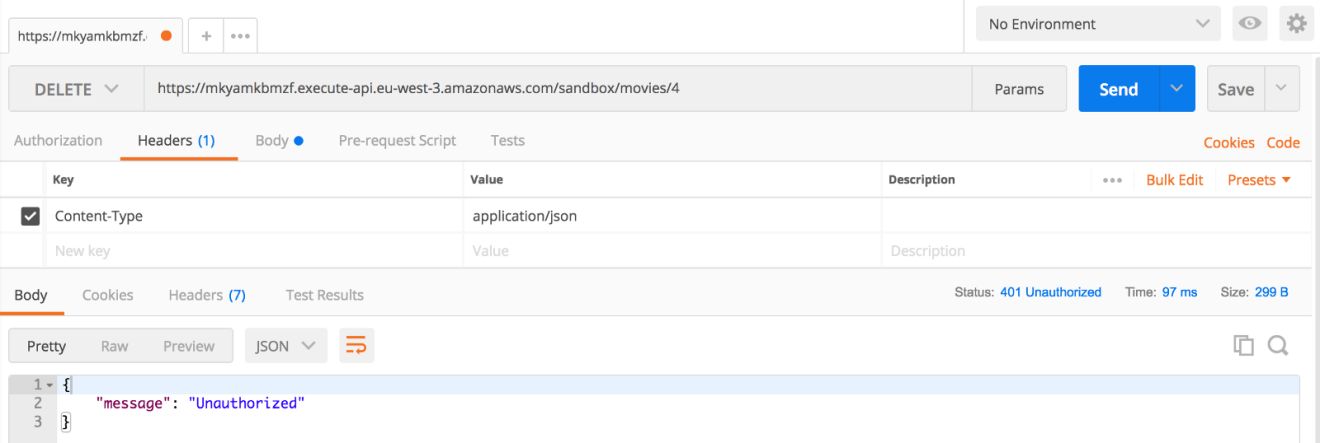 https://mkyamkbmzf. + ••• No Environment
DELETE https://mkyamkbmzf.execute-api.eu-west-3.amazonaws.com/sandbox/movies/4 Params Send Save
Authorization Headers (1) Body Pre-request Script Tests Cookies Code
Key Value Description ••• Bulk Edit Presets
Content-Type application/json
New key Value Description
Body Cookies Headers (7) Test Results Status: 401 Unauthorized Time: 97 ms Size: 299 B
Pretty Raw Preview JSON
1 {
2 "message": "Unauthorized"
3 }